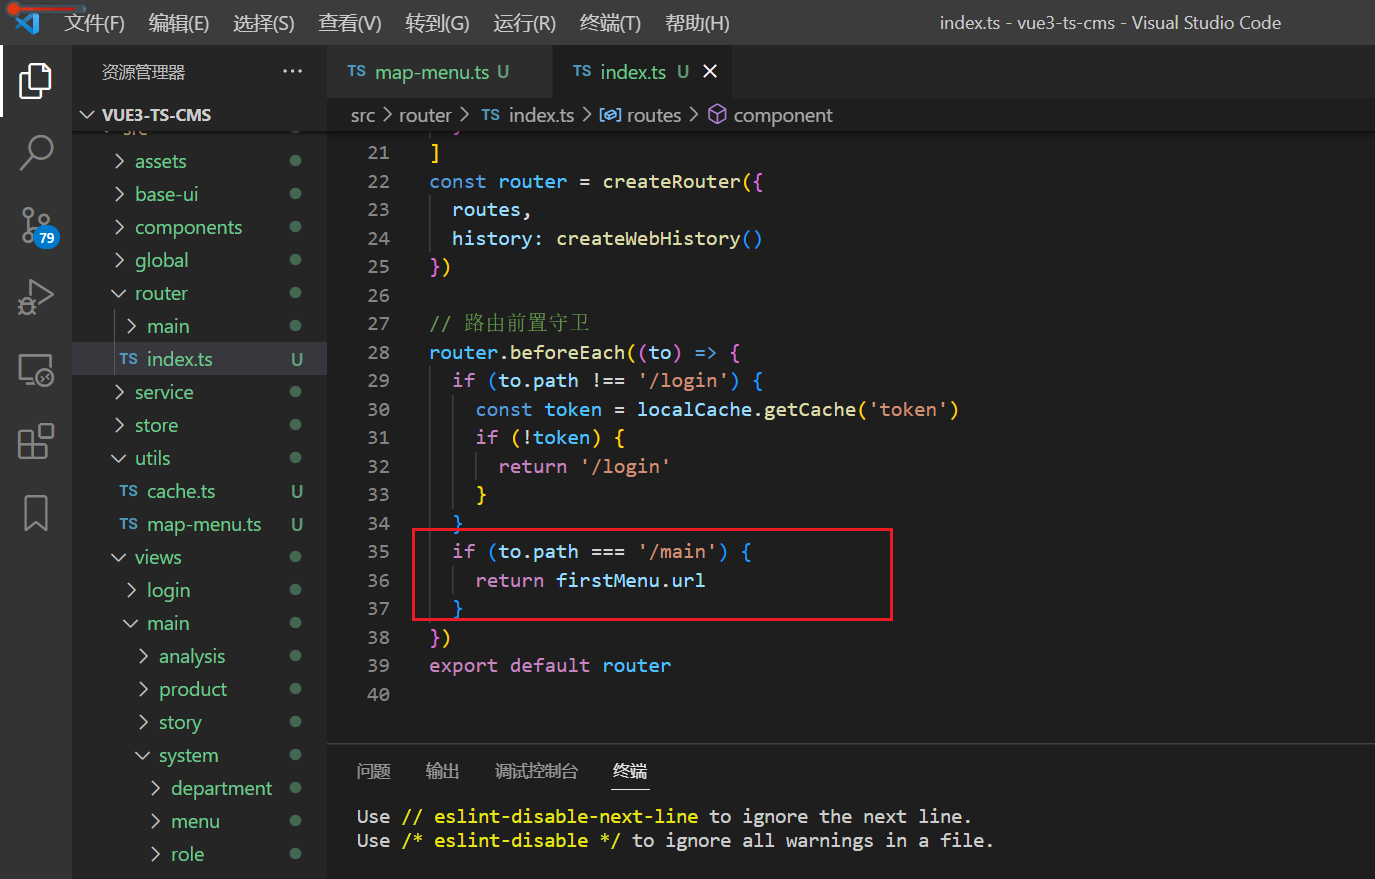 文件(F) 编辑(E) 选择(S) 查看(V) 转到(G) 运行(R) 终端(T) 帮助(H) index.ts - vue3-ts-cms - Visual Studio Code
资源管理器 ···
VUE3-TS-CMS
src
assets
base-ui
components
global
router
main
TS index.ts U
service
store
utils
TS cache.ts U
TS map-menu.ts U
views
login
main
analysis
product
story
system
department
menu
role
79
TS map-menu.ts U TS index.ts U
src > router > TS index.ts > routes > component
21 ]
22 const router = createRouter({
23 routes,
24 history: createWebHistory()
25 })
26
27 // 路由前置守卫
28 router.beforeEach((to) => {
29 if (to.path !== '/login') {
30 const token = localCache.getCache('token')
31 if (!token) {
32 return '/login'
33 }
34 }
35 if (to.path === '/main') {
36 return firstMenu.url
37 }
38 })
39 export default router
40
问题 输出 调试控制台 终端
Use // eslint-disable-next-line to ignore the next line.
Use /* eslint-disable */ to ignore all warnings in a file.